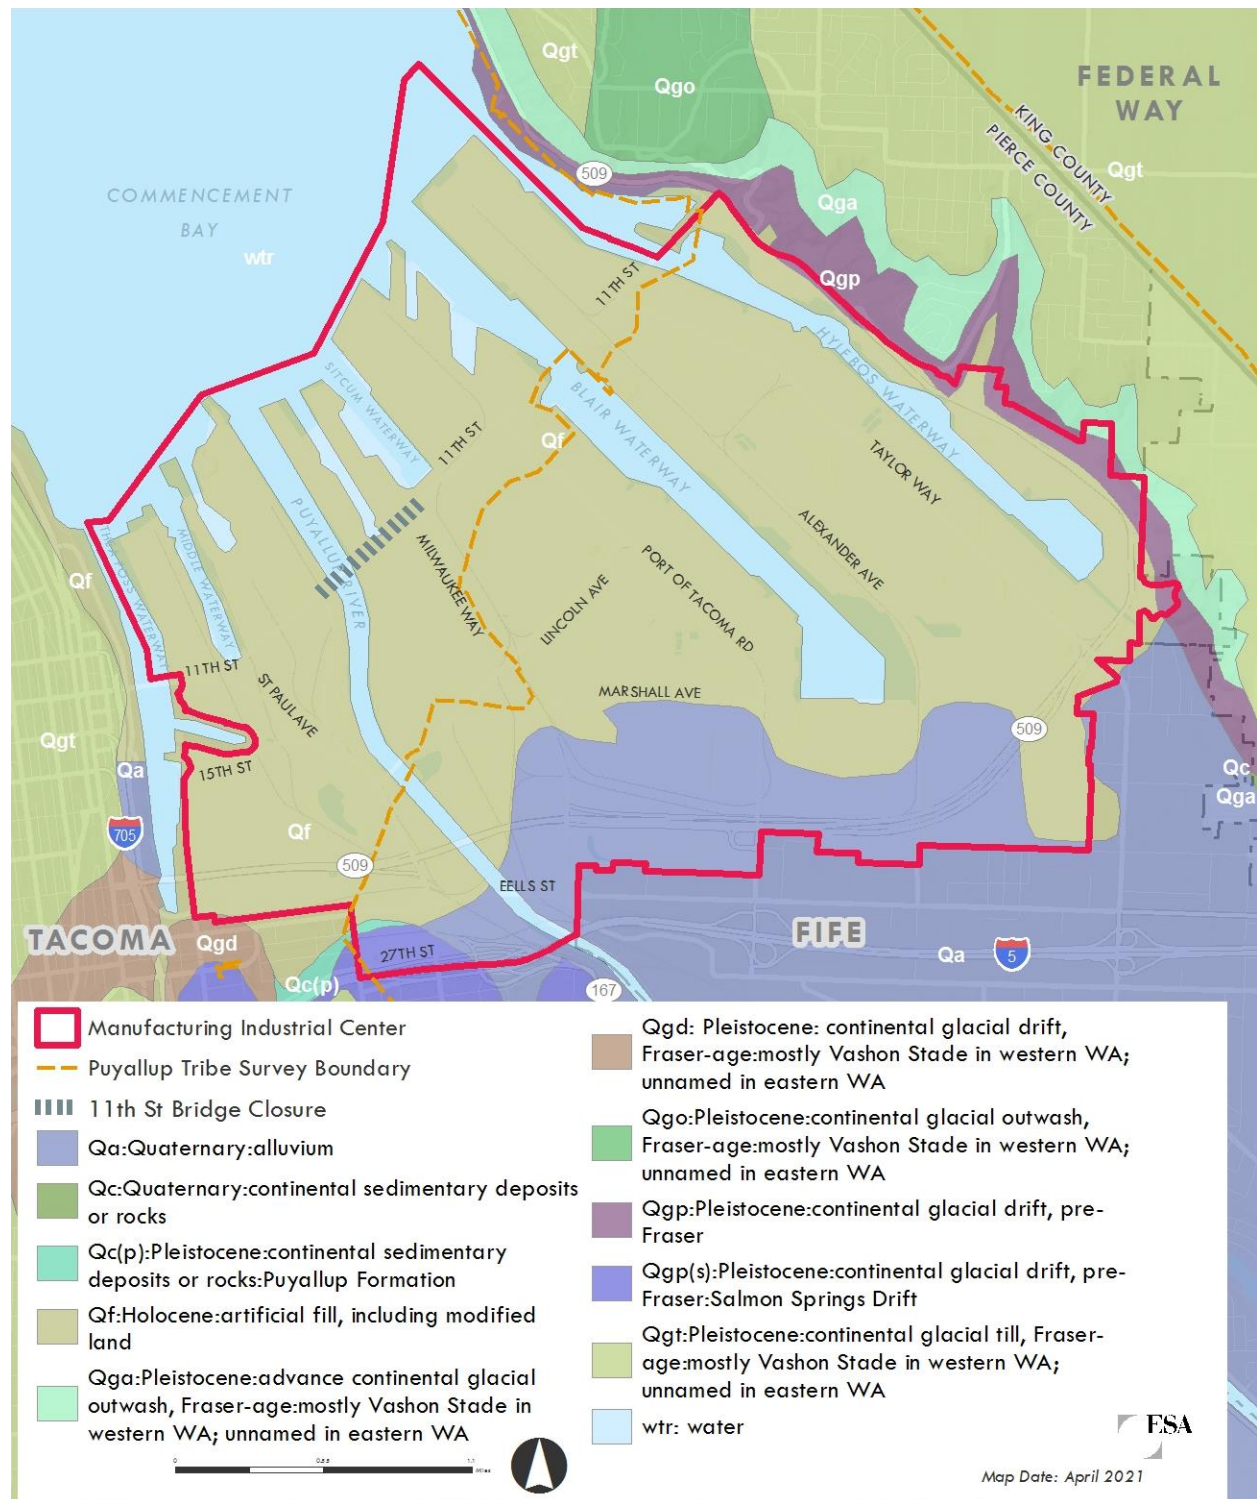 Qgt
Qgo
FEDERAL
WAY
KING COUNTY
PIERCE COUNTY
Qgt
509
COMMENCEMENT
BAY
wtr
Qga
Qgp
11TH ST
HYLEBOS WATERWAY
SITCUM WATERWAY
BLAIR WATERWAY
11TH ST
Qf
TAYLOR WAY
PUYALLUP RIVER
ALEXANDER AVE
THEA FOSS WATERWAY
MIDDLE WATERWAY
MILWAUKEE WAY
LINCOLN AVE
PORT OF TACOMA RD
Qf
11TH ST
ST PAUL AVE
MARSHALL AVE
509
Qgt
Qa
15TH ST
Qc
Qga
705
Qf
509
EELLS ST
TACOMA
Qgd
27TH ST
FIFE
Qa
5
Qc(p)
167
Manufacturing Industrial Center
Puyallup Tribe Survey Boundary
11th St Bridge Closure
Qa:Quaternary:alluvium
Qc:Quaternary:continental sedimentary deposits
or rocks
Qc(p):Pleistocene:continental sedimentary
deposits or rocks:Puyallup Formation
Qf:Holocene:artificial fill, including modified
land
Qga:Pleistocene:advance continental glacial
outwash, Fraser-age:mostly Vashon Stade in
western WA; unnamed in eastern WA
Qgd: Pleistocene: continental glacial drift,
Fraser-age:mostly Vashon Stade in western WA;
unnamed in eastern WA
Qgo:Pleistocene:continental glacial outwash,
Fraser-age:mostly Vashon Stade in western WA;
unnamed in eastern WA
Qgp:Pleistocene:continental glacial drift, pre-
Fraser
Qgp(s):Pleistocene:continental glacial drift, pre-
Fraser:Salmon Springs Drift
Qgt:Pleistocene:continental glacial till, Fraser-
age:mostly Vashon Stade in western WA;
unnamed in eastern WA
wtr: water
0 0.55 1.1
Miles
ESA
Map Date: April 2021